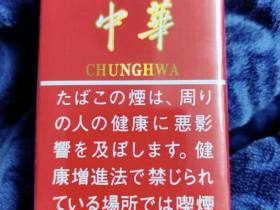 中華
CHUNGHWA
たばこの煙は、周り
の人の健康に悪影
響を及ぼします。健
康増進法で禁じられ
ている場所では喫煙